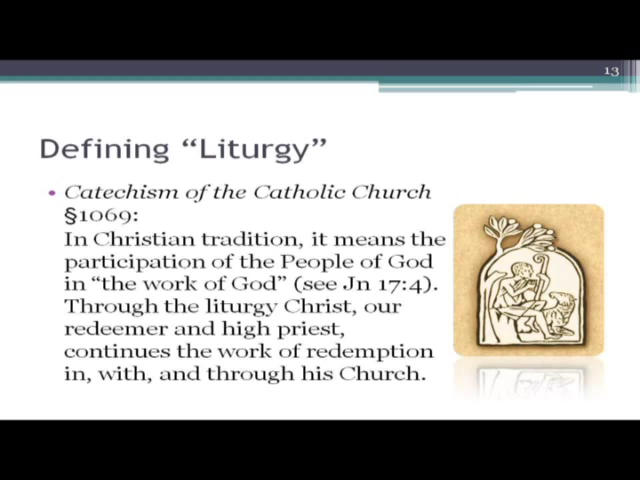 13
Defining “Liturgy”
• Catechism of the Catholic Church
§1069:
In Christian tradition, it means the
participation of the People of God
in “the work of God” (see Jn 17:4).
Through the liturgy Christ, our
redeemer and high priest,
continues the work of redemption
in, with, and through his Church.